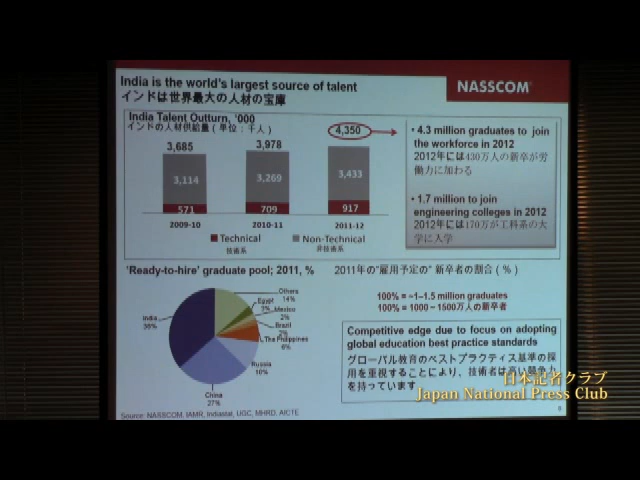 India is the world's largest source of talent
インドは世界最大の人材の宝庫
NASSCOM®
India Talent Outturn, '000
インドの人材供給量（単位：千人）
3,685
3,978
4,350
3,114
3,269
3,433
571
709
917
2009-10
2010-11
2011-12
Technical
技術系
Non-Technical
非技術系
• 4.3 million graduates to join
the workforce in 2012
2012年には430万人の新卒が労
働力に加わる
• 1.7 million to join
engineering colleges in 2012
2012年には170万が工科系の大
学に入学
'Ready-to-hire' graduate pool; 2011, %
2011年の"雇用予定の" 新卒者の割合（％）
Others
14%
Egypt
Mexico
Brazil
The Philippines
6%
Russia
India
China
27%
100% = ~1–1.5 million graduates
100% = 1000－1500万人の新卒者
Competitive edge due to focus on adopting
global education best practice standards
グローバル教育のベストプラクティス基準の採
用を重視することにより、技術者は高い競争力
を持っています
Source: NASSCOM, IAMR, Indiastat, UGC, MHRD, AICTE
日本記者クラブ
Japan National Press Club